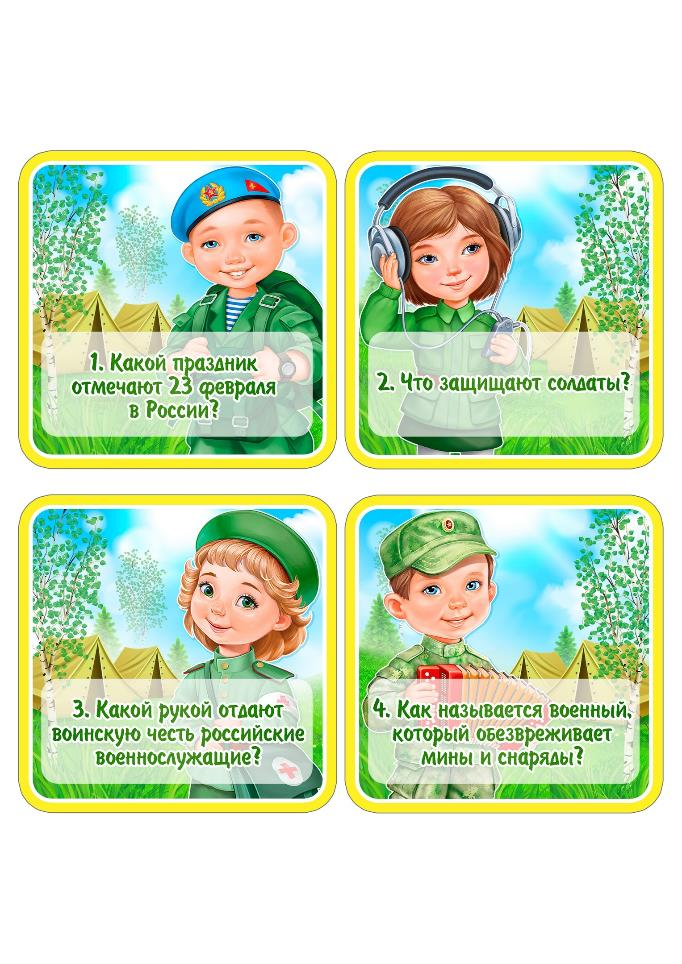 1. Какой праздник
отмечают 23 февраля
в России?
2. Что защищают солдаты?
3. Какой рукой отдают
воинскую честь российские
военнослужащие?
4. Как называется военный,
который обезвреживает
мины и снаряды?